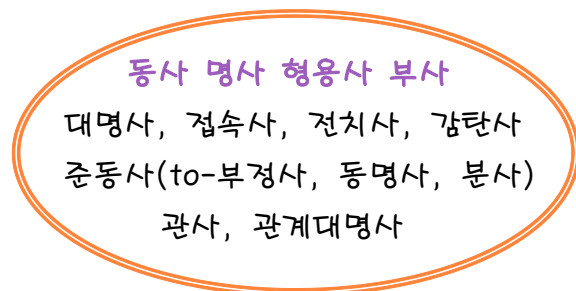 동사 명사 형용사 부사
대명사, 접속사, 전치사, 감탄사
준동사(to-부정사, 동명사, 분사)
관사, 관계대명사